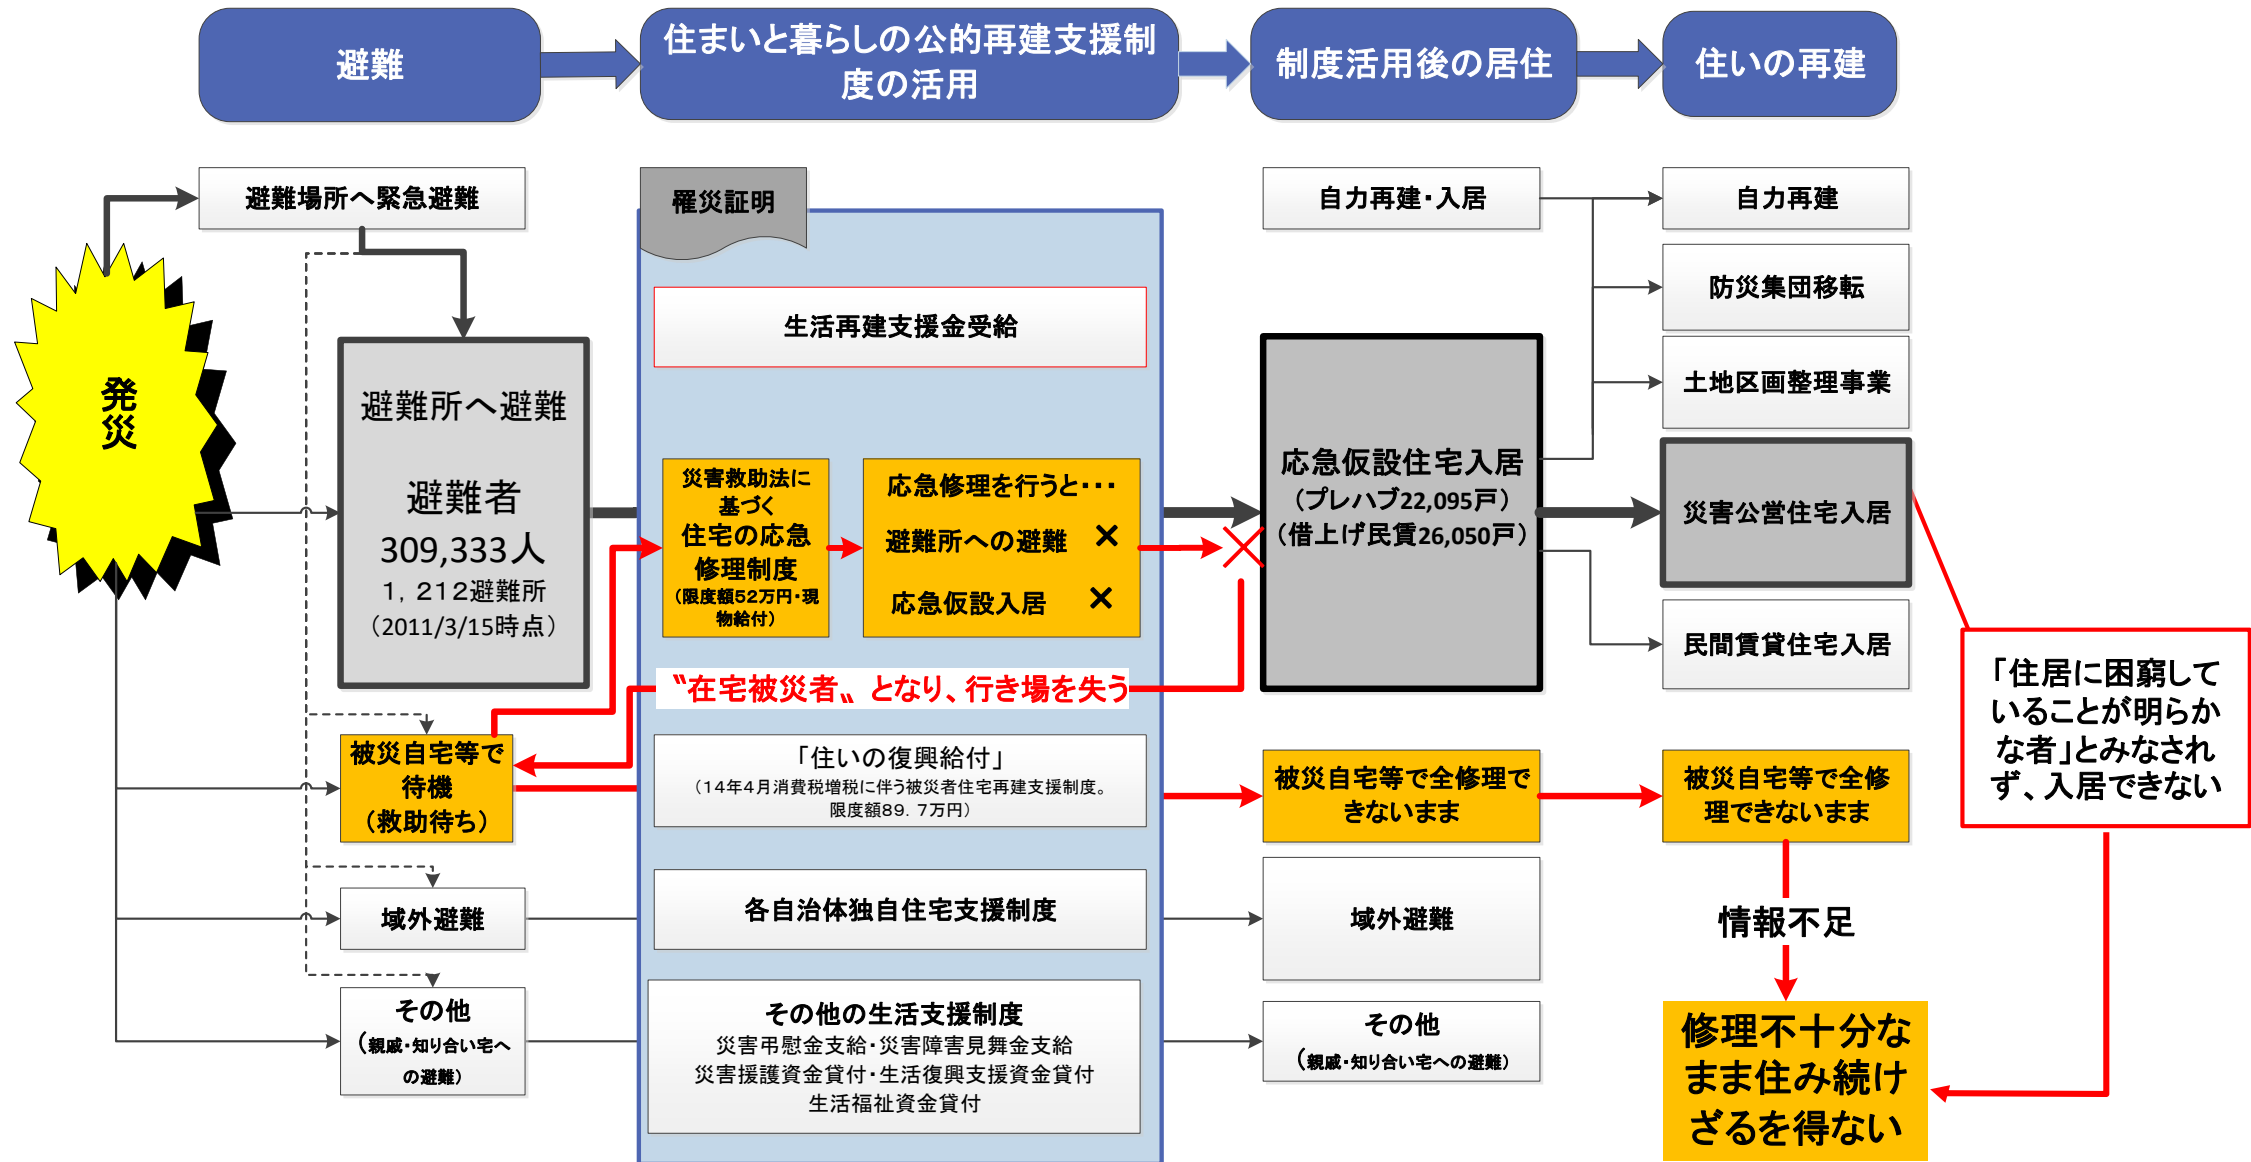 避難
住まいと暮らしの公的再建支援制
度の活用
制度活用後の居住
住いの再建
発
災
避難場所へ緊急避難
避難所へ避難
避難者
309,333人
1，212避難所
（2011/3/15時点）
被災自宅等で
待機
（救助待ち）
域外避難
その他
（親戚・知り合い宅へ
の避難）
罹災証明
生活再建支援金受給
災害救助法に
基づく
住宅の応急
修理制度
（限度額52万円・現
物給付）
応急修理を行うと・・・
避難所への避難　×
応急仮設入居　×
〝在宅被災者〟となり、行き場を失う
「住いの復興給付」
（14年4月消費税増税に伴う被災者住宅再建支援制度。
限度額89．7万円）
各自治体独自住宅支援制度
その他の生活支援制度
災害弔慰金支給・災害障害見舞金支給
災害援護資金貸付・生活復興支援資金貸付
生活福祉資金貸付
自力再建・入居
応急仮設住宅入居
（プレハブ22,095戸）
（借上げ民賃26,050戸）
被災自宅等で全修理で
きないまま
域外避難
その他
（親戚・知り合い宅への避難）
自力再建
防災集団移転
土地区画整理事業
災害公営住宅入居
民間賃貸住宅入居
被災自宅等で全修
理できないまま
情報不足
修理不十分な
まま住み続け
ざるを得ない
「住居に困窮して
いることが明らか
な者」とみなされ
ず、入居できない